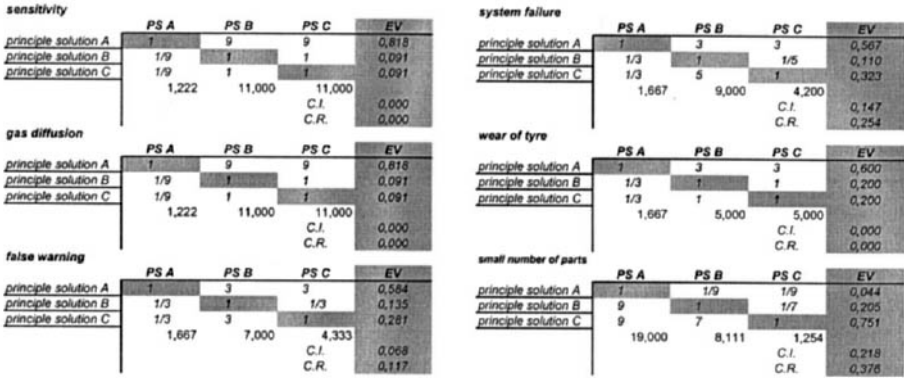 sensitivity
PS A PS B PS C EV
principle solution A 1 9 9 0,818
principle solution B 1/9 1 1 0,091
principle solution C 1/9 1 1 0,091
1,222 11,000 11,000
C.I. 0,000
C.R. 0,000
gas diffusion
PS A PS B PS C EV
principle solution A 1 9 9 0,818
principle solution B 1/9 1 1 0,091
principle solution C 1/9 1 1 0,091
1,222 11,000 11,000
C.I. 0,000
C.R. 0,000
false warning
PS A PS B PS C EV
principle solution A 1 3 3 0,584
principle solution B 1/3 1 1/3 0,135
principle solution C 1/3 3 1 0,281
1,667 7,000 4,333
C.I. 0,068
C.R. 0,117
system failure
PS A PS B PS C EV
principle solution A 1 3 3 0,567
principle solution B 1/3 1 1/5 0,110
principle solution C 1/3 5 1 0,323
1,667 9,000 4,200
C.I. 0,147
C.R. 0,254
wear of tyre
PS A PS B PS C EV
principle solution A 1 3 3 0,600
principle solution B 1/3 1 1 0,200
principle solution C 1/3 1 1 0,200
1,667 5,000 5,000
C.I. 0,000
C.R. 0,000
small number of parts
PS A PS B PS C EV
principle solution A 1 1/9 1/9 0,044
principle solution B 9 1 1/7 0,205
principle solution C 9 7 1 0,751
19,000 8,111 1,254
C.I. 0,218
C.R. 0,376